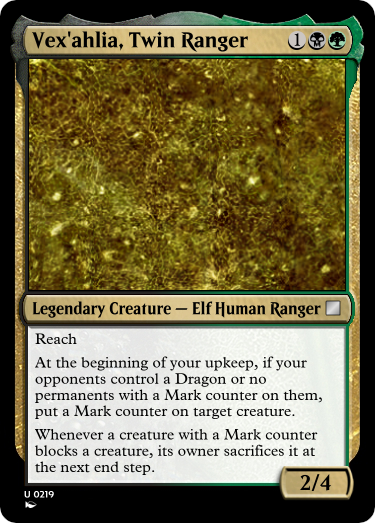 Vex'ahlia, Twin Ranger 1
Legendary Creature — Elf Human Ranger
Reach
At the beginning of your upkeep, if your
opponents control a Dragon or no
permanents with a Mark counter on them,
put a Mark counter on target creature.
Whenever a creature with a Mark counter
blocks a creature, its owner sacrifices it at
the next end step.
2/4
U 0219